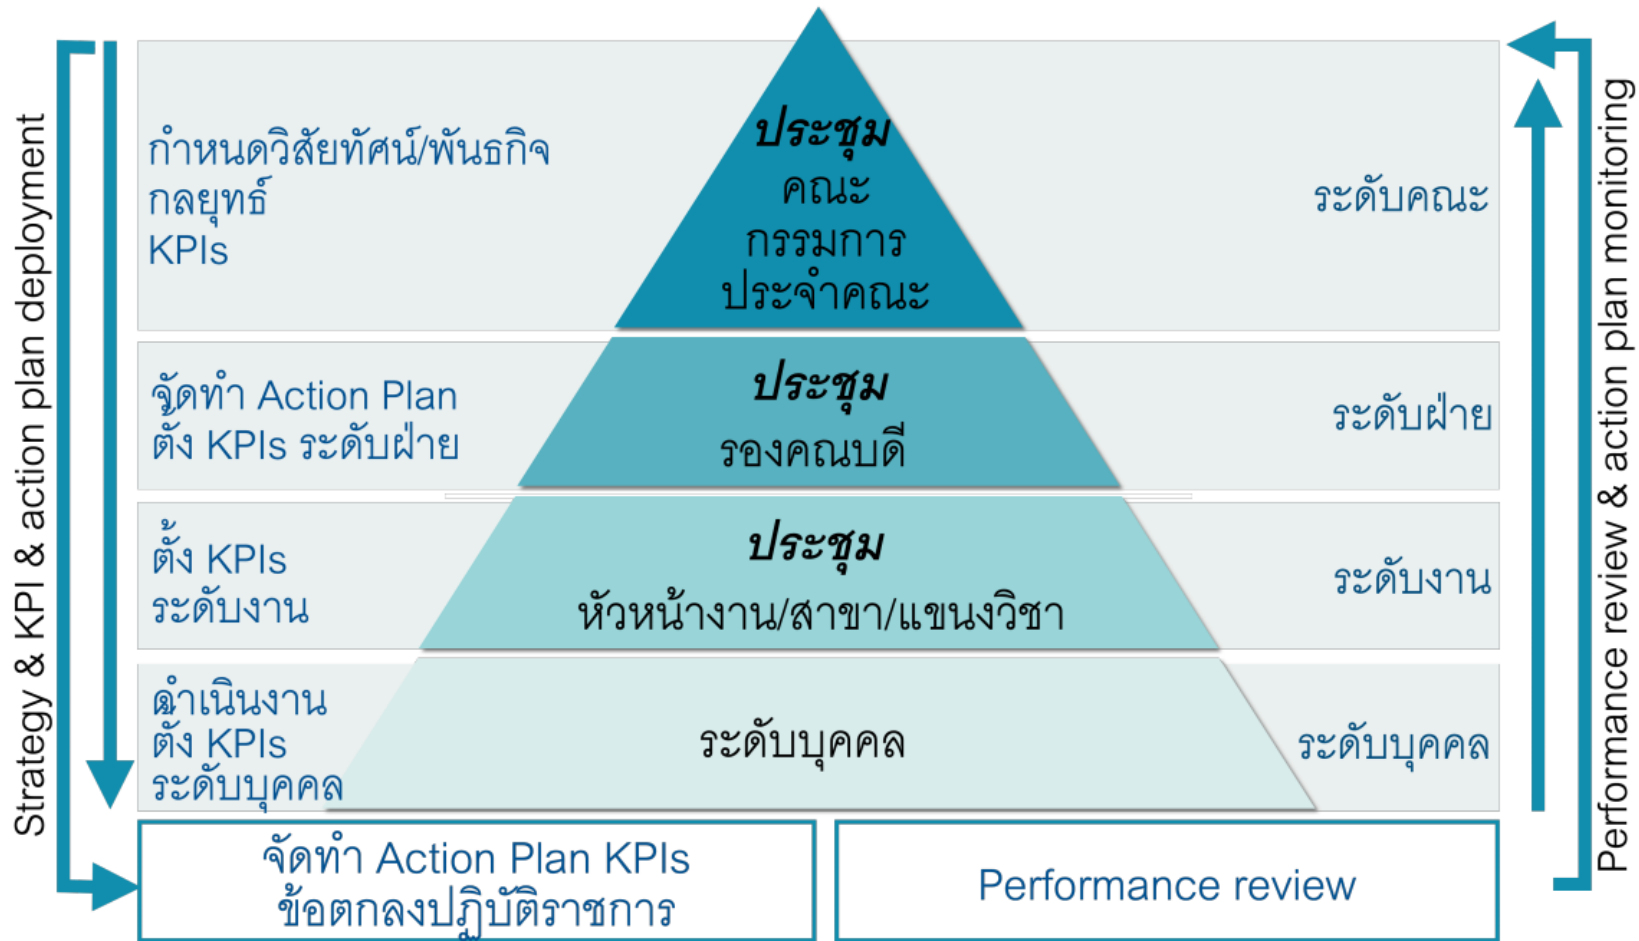 Strategy & KPI & action plan deployment
กำหนดวิสัยทัศน์/พันธกิจ
กลยุทธ์
KPIs
ประชุม
คณะ
กรรมการ
ประจำคณะ
ระดับคณะ
จัดทำ Action Plan
ตั้ง KPIs ระดับฝ่าย
ประชุม
รองคณบดี
ระดับฝ่าย
ตั้ง KPIs
ระดับงาน
ประชุม
หัวหน้างาน/สาขา/แขนงวิชา
ระดับงาน
ดำเนินงาน
ตั้ง KPIs
ระดับบุคคล
ระดับบุคคล
ระดับบุคคล
จัดทำ Action Plan KPIs
ข้อตกลงปฏิบัติราชการ
Performance review
Performance review & action plan monitoring